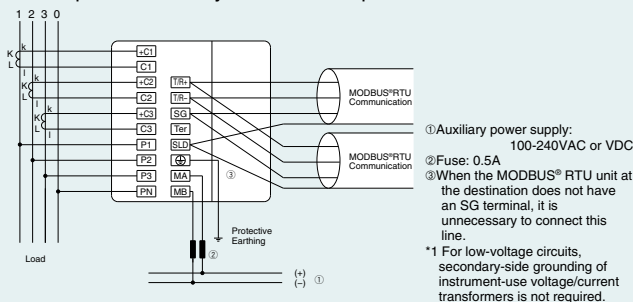 1 2 3 0
K k
L l
K k
L l
K k
L l
+C1
C1
+C2 T/R+
C2 T/R–
+C3 SG
C3 Ter
P1 SLD
P2
P3 MA
PN MB
③
MODBUS®RTU
Communication
MODBUS®RTU
Communication
Protective
Earthing
②
Load
(+)
(–)
①
①Auxiliary power supply:
100-240VAC or VDC
②Fuse: 0.5A
③When the MODBUS® RTU unit at
the destination does not have
an SG terminal, it is
unnecessary to connect this
line.
*1 For low-voltage circuits,
secondary-side grounding of
instrument-use voltage/current
transformers is not required.